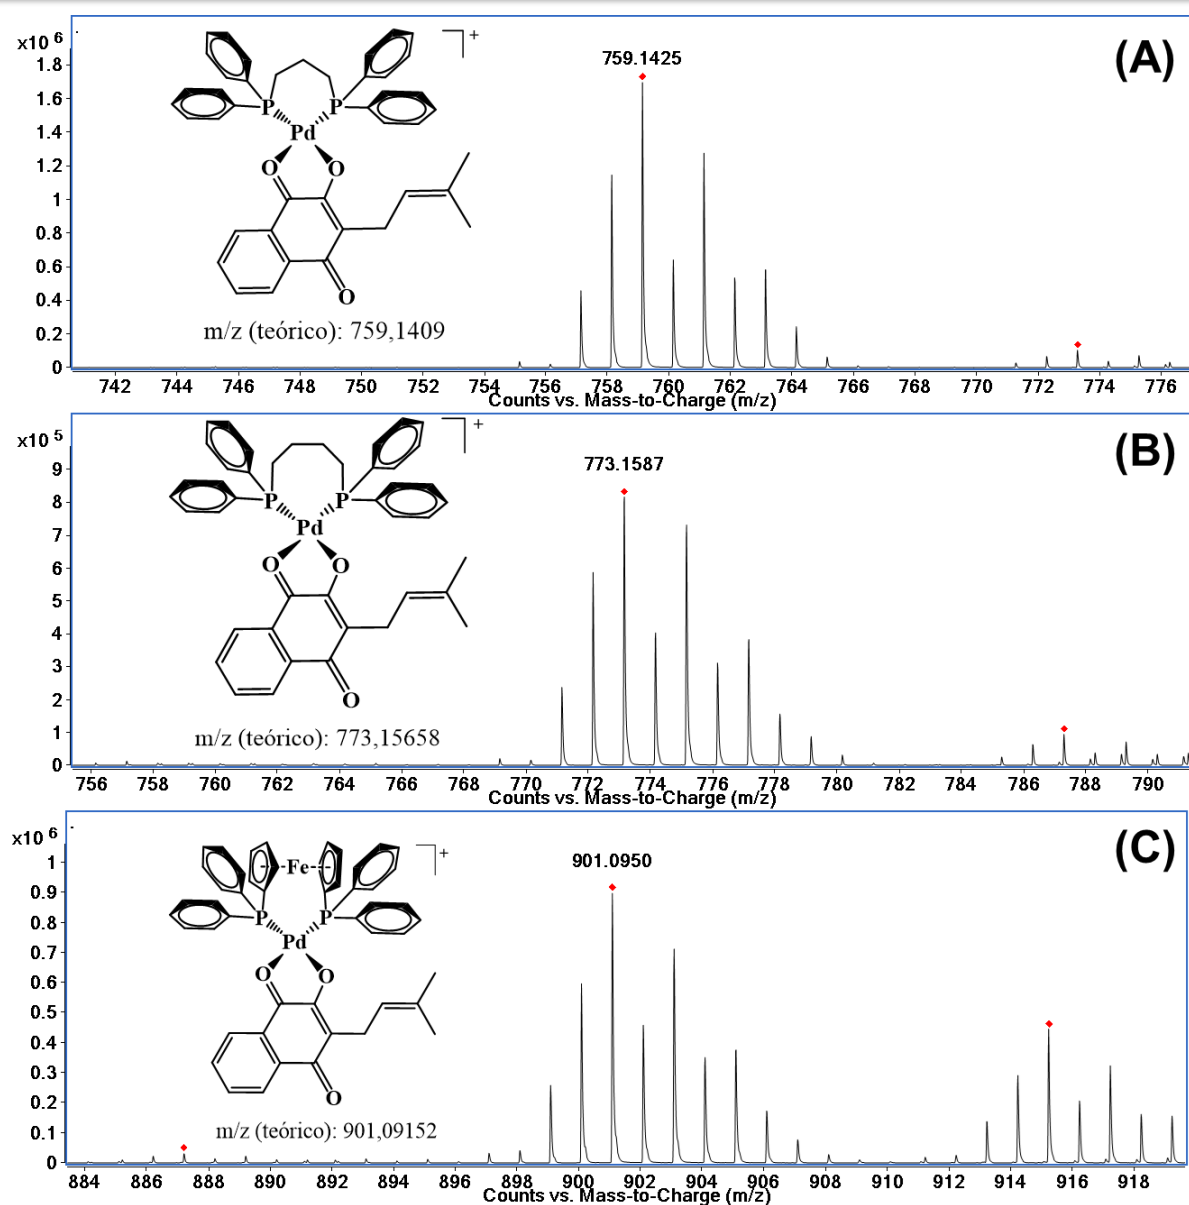 x10 6
(A)
1.8
1.6
1.4
1.2
1
0.8
0.6
0.4
0.2
0
759.1425
+
P P
Pd
O O
O
m/z (teórico): 759,1409
742 744 746 748 750 752 754 756 758 760 762 764 766 768 770 772 774 776
Counts vs. Mass-to-Charge (m/z)
x10 5
(B)
9
8
7
6
5
4
3
2
1
0
773.1587
+
P P
Pd
O O
O
m/z (teórico): 773,15658
756 758 760 762 764 766 768 770 772 774 776 778 780 782 784 786 788 790
Counts vs. Mass-to-Charge (m/z)
x10 6
(C)
1
0.9
0.8
0.7
0.6
0.5
0.4
0.3
0.2
0.1
0
901.0950
+
Fe
P P
Pd
O O
O
m/z (teórico): 901,09152
884 886 888 890 892 894 896 898 900 902 904 906 908 910 912 914 916 918
Counts vs. Mass-to-Charge (m/z)